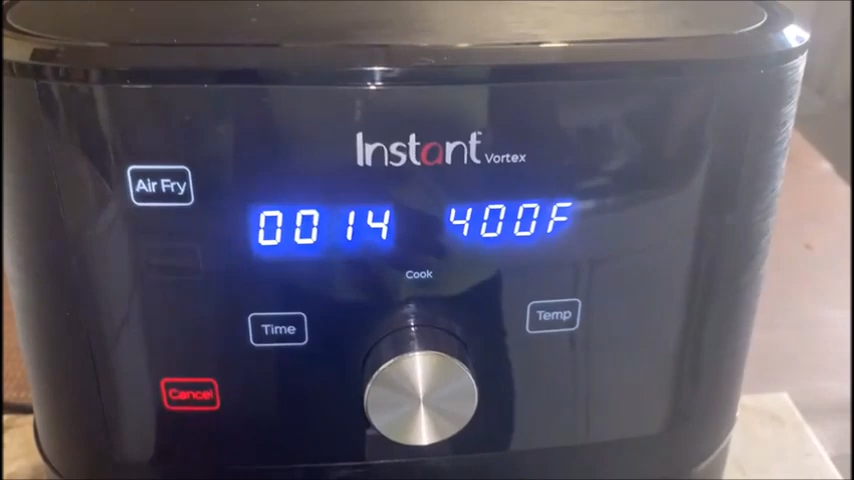 Instant Vortex
Air Fry
0014 400F
Cook
Time
Temp
Cancel